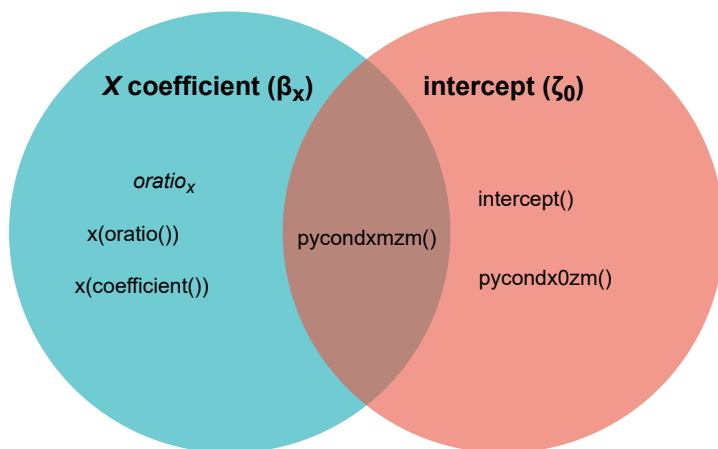 X coefficient (βx)
intercept (ζ0)
oratiox
x(oratio())
x(coefficient())
pycondxmzm()
intercept()
pycondx0zm()